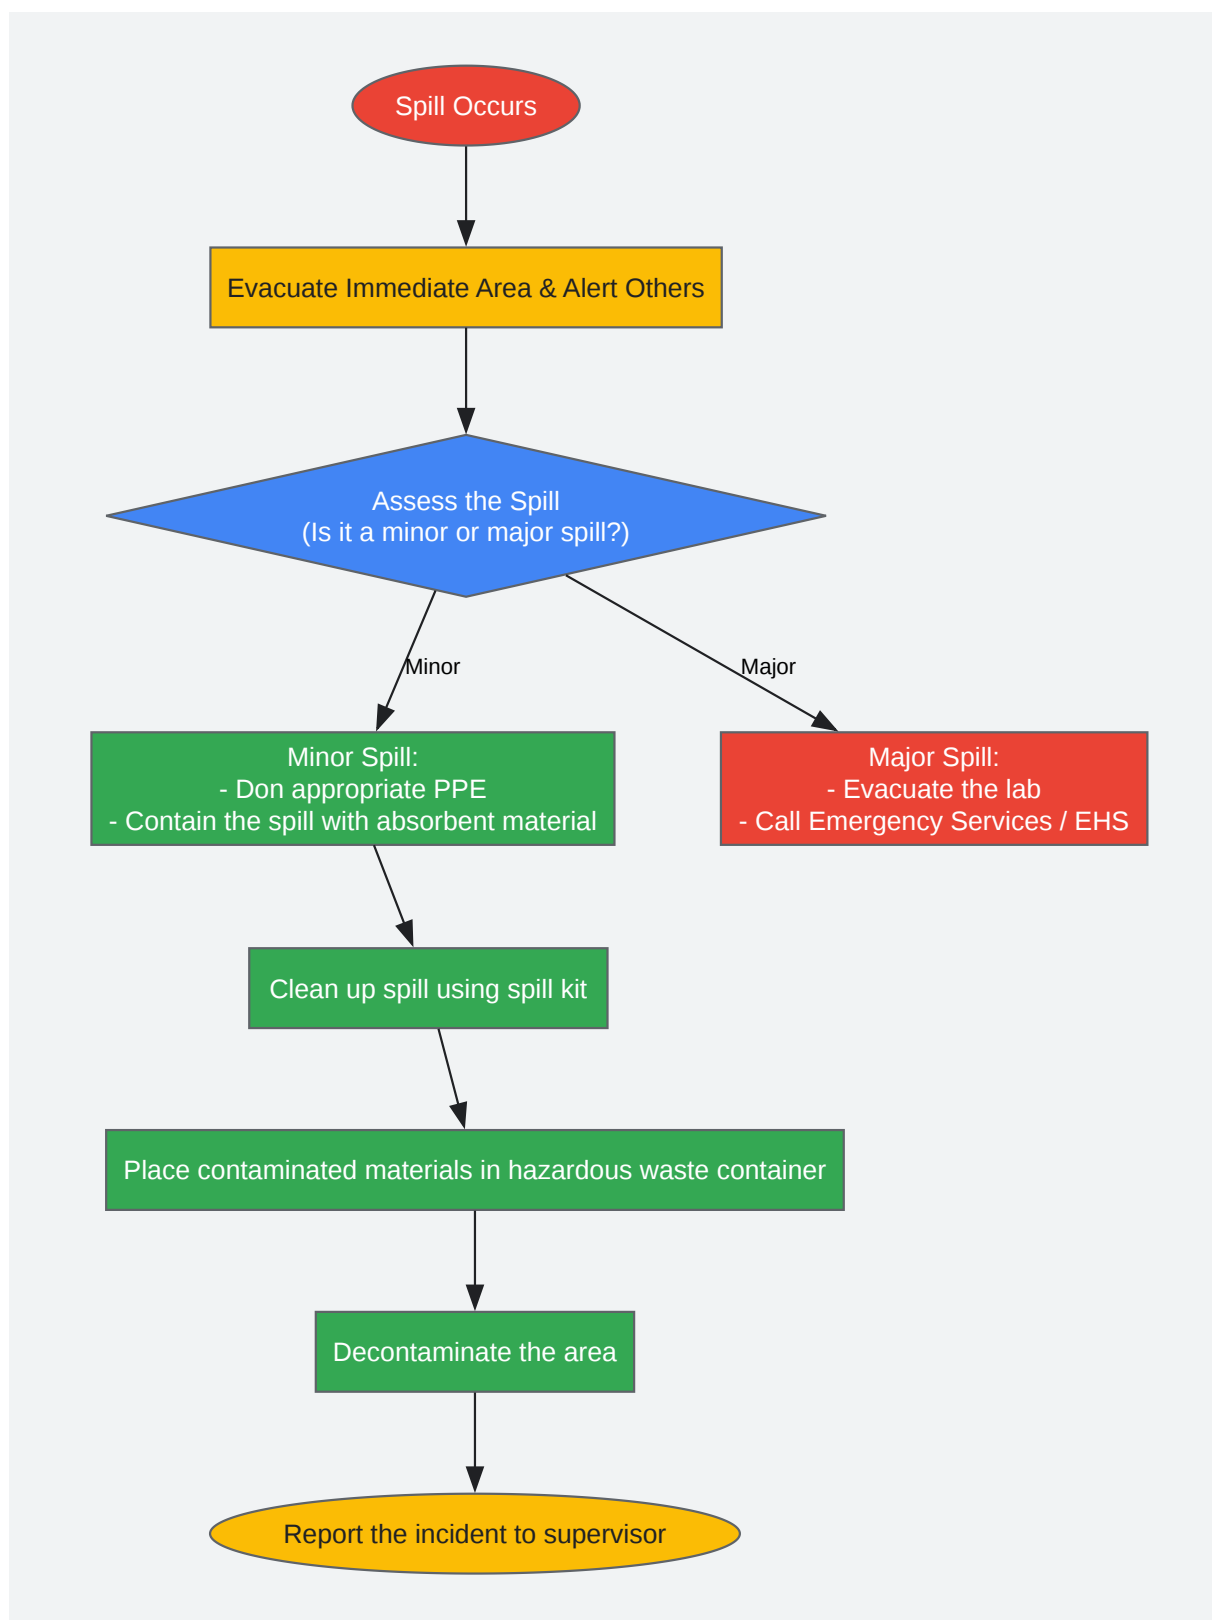 Spill Occurs
Evacuate Immediate Area & Alert Others
Assess the Spill
(Is it a minor or major spill?)
Minor
Major
Minor Spill:
- Don appropriate PPE
- Contain the spill with absorbent material
Major Spill:
- Evacuate the lab
- Call Emergency Services / EHS
Clean up spill using spill kit
Place contaminated materials in hazardous waste container
Decontaminate the area
Report the incident to supervisor